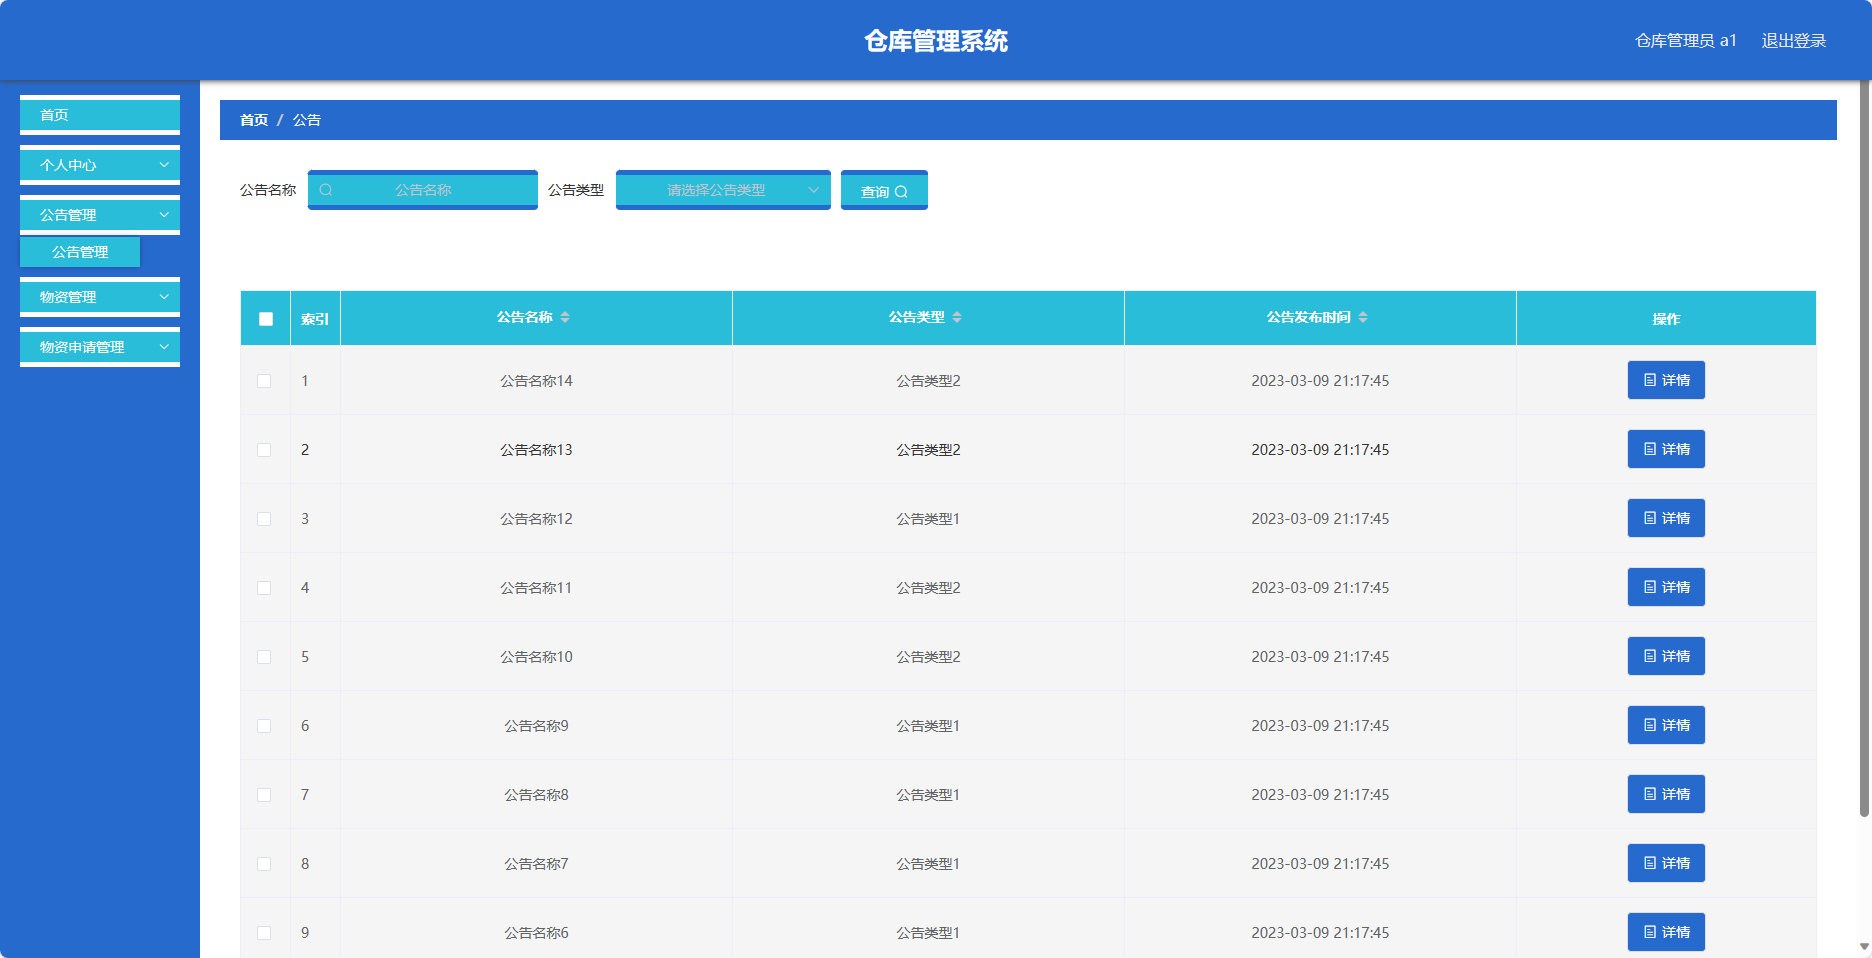 仓库管理系统
仓库管理员 a1 退出登录
首页
个人中心
公告管理
公告管理
物资管理
物资申请管理
首页 / 公告
公告名称 公告名称 公告类型 请选择公告类型 查询
索引 公告名称 公告类型 公告发布时间 操作
1 公告名称14 公告类型2 2023-03-09 21:17:45 详情
2 公告名称13 公告类型2 2023-03-09 21:17:45 详情
3 公告名称12 公告类型1 2023-03-09 21:17:45 详情
4 公告名称11 公告类型2 2023-03-09 21:17:45 详情
5 公告名称10 公告类型2 2023-03-09 21:17:45 详情
6 公告名称9 公告类型1 2023-03-09 21:17:45 详情
7 公告名称8 公告类型1 2023-03-09 21:17:45 详情
8 公告名称7 公告类型1 2023-03-09 21:17:45 详情
9 公告名称6 公告类型1 2023-03-09 21:17:45 详情